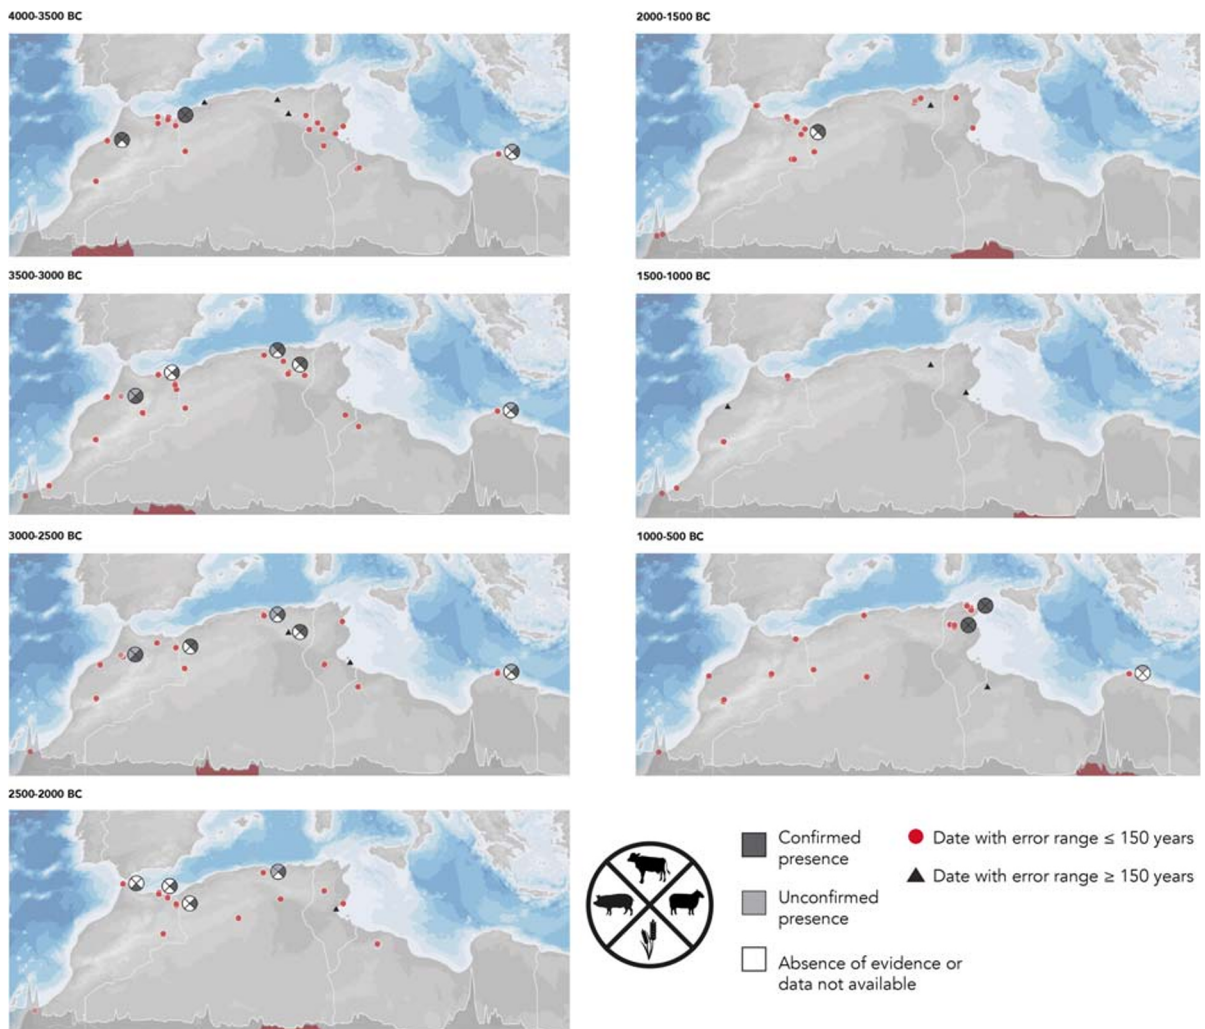 4000-3500 BC
2000-1500 BC
3500-3000 BC
1500-1000 BC
3000-2500 BC
1000-500 BC
2500-2000 BC
Confirmed
presence
Unconfirmed
presence
Absence of evidence or
data not available
Date with error range ≤ 150 years
Date with error range ≥ 150 years